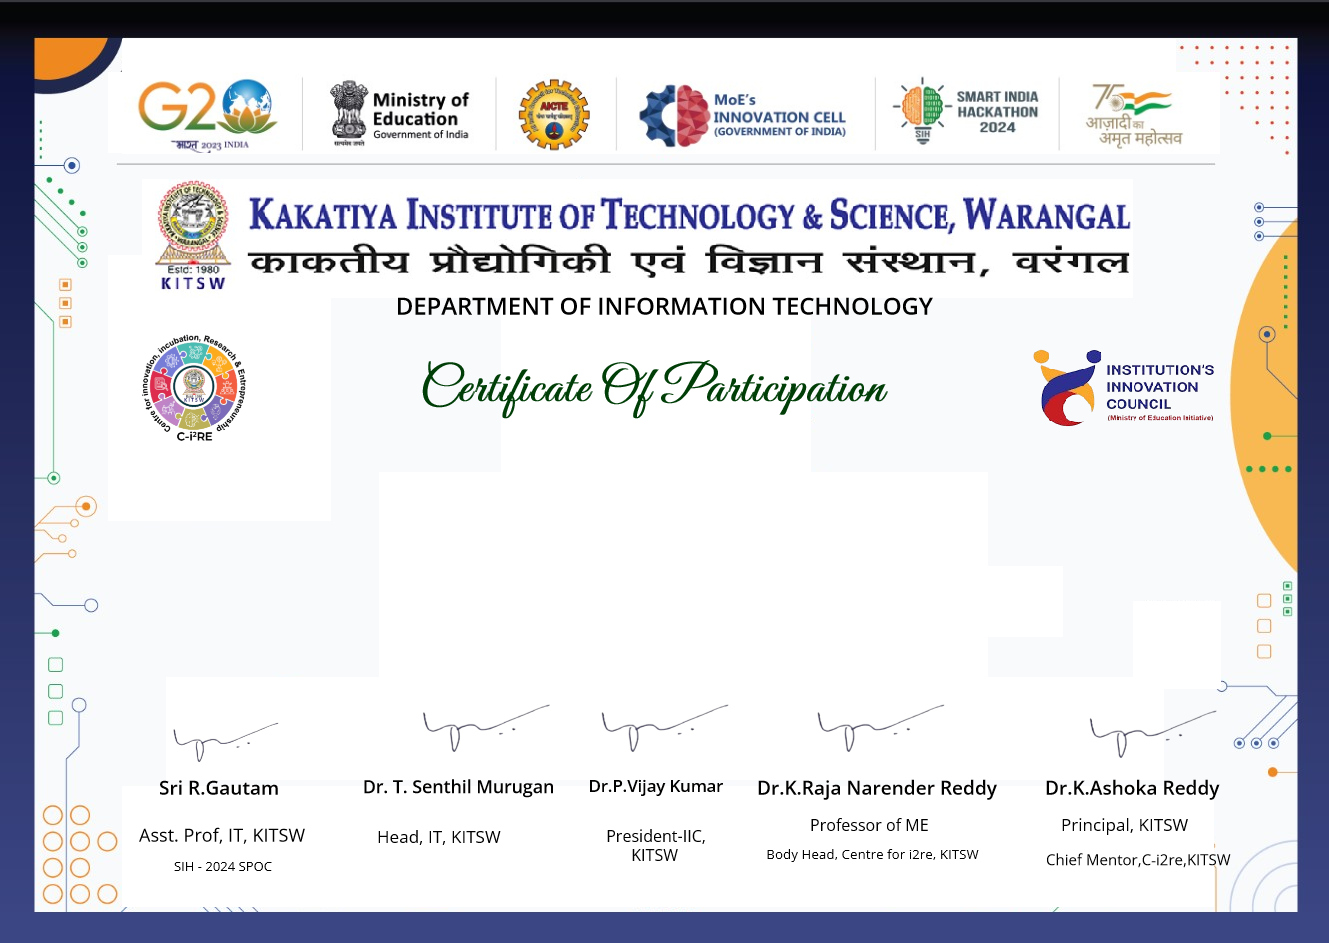 G20
भारत 2023 INDIA
Ministry of
Education
Government of India
सत्यमेव जयते
AICTE
MoE's
INNOVATION CELL
(GOVERNMENT OF INDIA)
SIH
SMART INDIA
HACKATHON
2024
75
आज़ादी का
अमृत महोत्सव
KAKATIYA INSTITUTE OF TECHNOLOGY & SCIENCE, WARANGAL
काकतीय प्रौद्योगिकी एवं विज्ञान संस्थान, वरंगल
Estd: 1980
KITSW
DEPARTMENT OF INFORMATION TECHNOLOGY
Centre for innovation, incubation, Research & Entrepreneurship
KITSW
C-i²RE
Certificate Of Participation
INSTITUTION'S
INNOVATION
COUNCIL
(Ministry of Education Initiative)
Sri R.Gautam
Asst. Prof, IT, KITSW
SIH - 2024 SPOC
Dr. T. Senthil Murugan
Head, IT, KITSW
Dr.P.Vijay Kumar
President-IIC,
KITSW
Dr.K.Raja Narender Reddy
Professor of ME
Body Head, Centre for i2re, KITSW
Dr.K.Ashoka Reddy
Principal, KITSW
Chief Mentor,C-i2re,KITSW